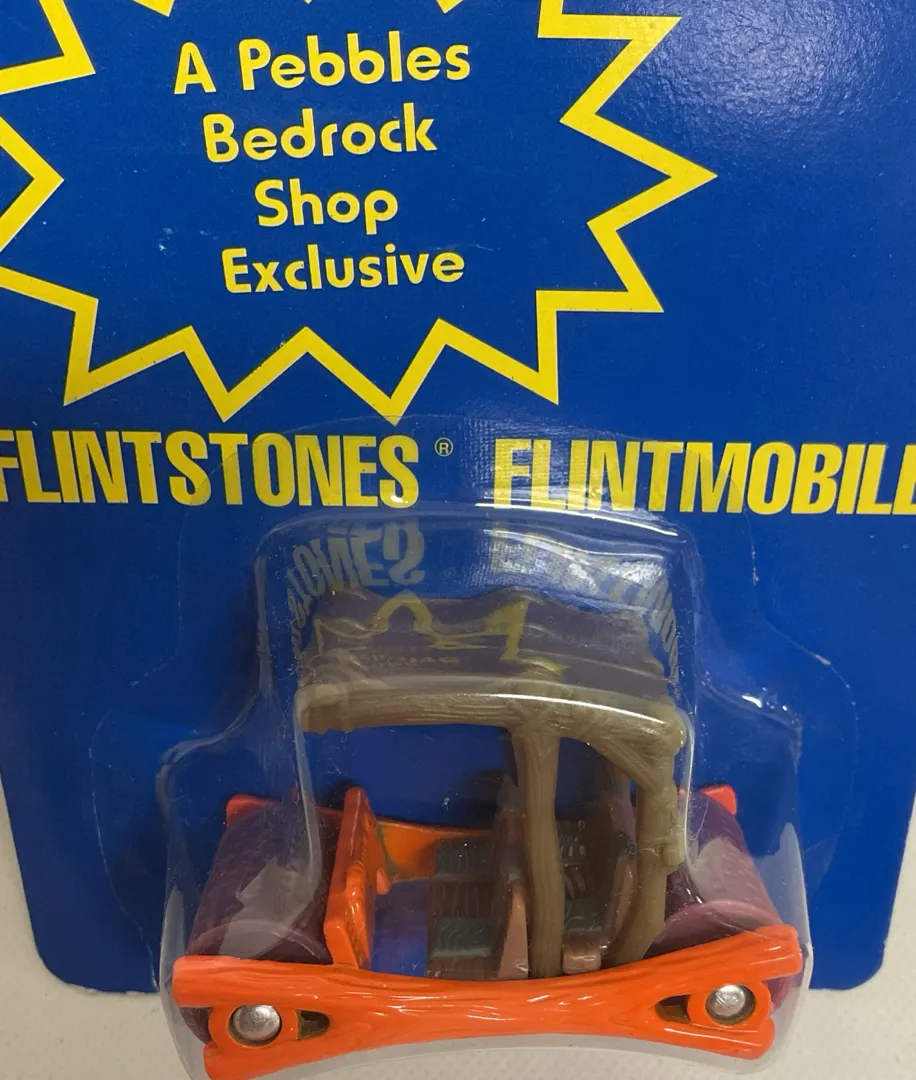 A Pebbles
Bedrock
Shop
Exclusive
FLINTSTONES ® FLINTMOBILE